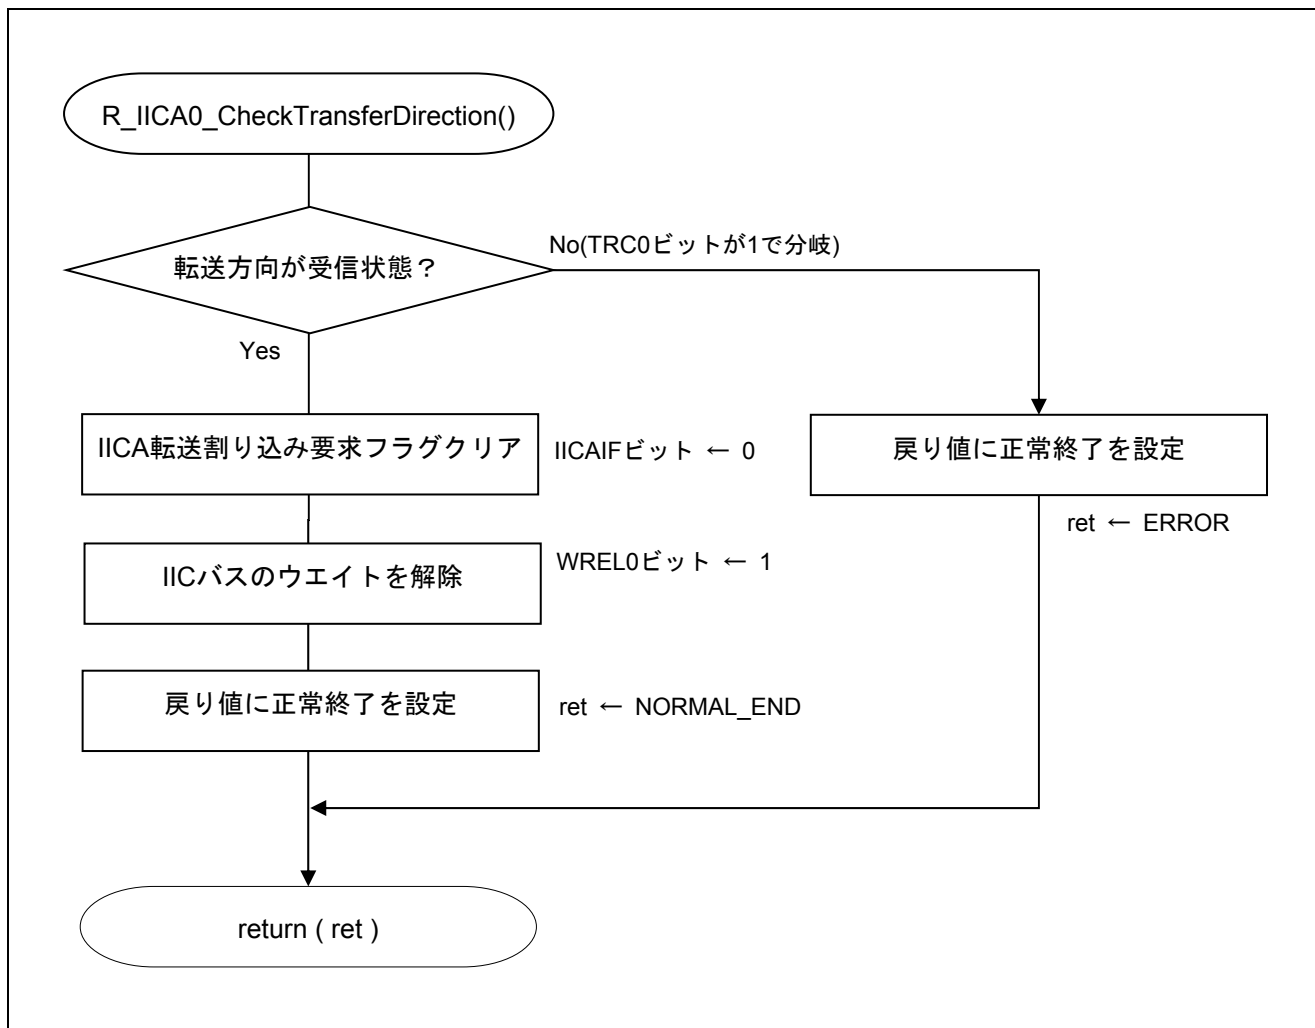 R_IICA0_CheckTransferDirection()
No(TRC0ビットが1で分岐)
転送方向が受信状態？
Yes
IICA転送割り込み要求フラグクリア
IICAIFビット ← 0
戻り値に正常終了を設定
ret ← ERROR
IICバスのウエイトを解除
WREL0ビット ← 1
戻り値に正常終了を設定
ret ← NORMAL_END
return ( ret )